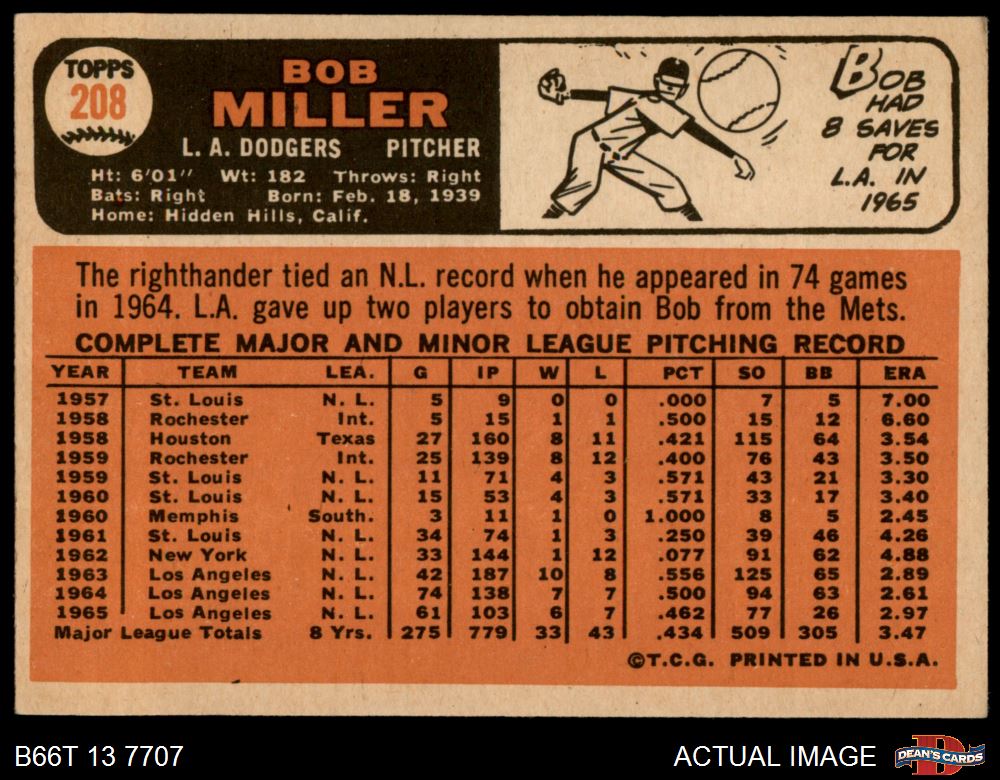 TOPPS
208
BOB
MILLER
L. A. DODGERS PITCHER
Ht: 6'01" Wt: 182 Throws: Right
Bats: Right Born: Feb. 18, 1939
Home: Hidden Hills, Calif.
BOB
HAD
8 SAVES
FOR
L.A. IN
1965
The righthander tied an N.L. record when he appeared in 74 games
in 1964. L.A. gave up two players to obtain Bob from the Mets.
COMPLETE MAJOR AND MINOR LEAGUE PITCHING RECORD
YEAR TEAM LEA. G IP W L PCT SO BB ERA
1957 St. Louis N. L. 5 9 0 0 .000 7 5 7.00
1958 Rochester Int. 5 15 1 1 .500 15 12 6.60
1958 Houston Texas 27 160 8 11 .421 115 64 3.54
1959 Rochester Int. 25 139 8 12 .400 76 43 3.50
1959 St. Louis N. L. 11 71 4 3 .571 43 21 3.30
1960 St. Louis N. L. 15 53 4 3 .571 33 17 3.40
1960 Memphis South. 3 11 1 0 1.000 8 5 2.45
1961 St. Louis N. L. 34 74 1 3 .250 39 46 4.26
1962 New York N. L. 33 144 1 12 .077 91 62 4.88
1963 Los Angeles N. L. 42 187 10 8 .556 125 65 2.89
1964 Los Angeles N. L. 74 138 7 7 .500 94 63 2.61
1965 Los Angeles N. L. 61 103 6 7 .462 77 26 2.97
Major League Totals 8 Yrs. 275 779 33 43 .434 509 305 3.47
©T.C.G. PRINTED IN U.S.A.
B66T 13 7707 ACTUAL IMAGE
DEAN'S CARDS